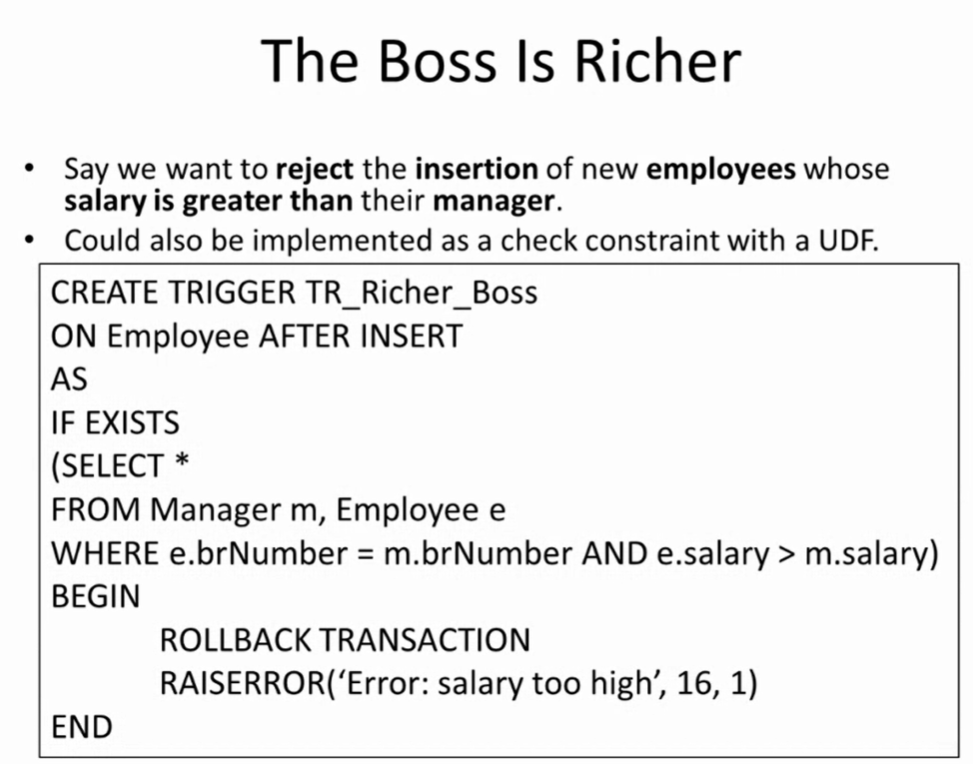 The Boss Is Richer
• Say we want to reject the insertion of new employees whose
salary is greater than their manager.
• Could also be implemented as a check constraint with a UDF.
CREATE TRIGGER TR_Richer_Boss
ON Employee AFTER INSERT
AS
IF EXISTS
(SELECT *
FROM Manager m, Employee e
WHERE e.brNumber = m.brNumber AND e.salary > m.salary)
BEGIN
ROLLBACK TRANSACTION
RAISERROR(‘Error: salary too high’, 16, 1)
END